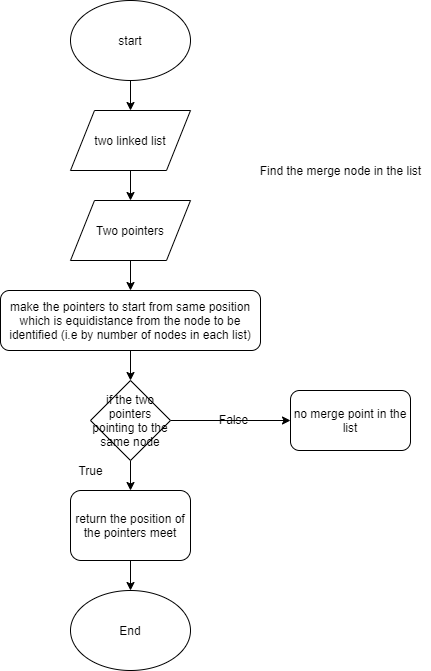 start
two linked list
Find the merge node in the list
Two pointers
make the pointers to start from same position
which is equidistance from the node to be
identified (i.e by number of nodes in each list)
if the two
pointers
pointing to the
same node
False
no merge point in the
list
True
return the position of
the pointers meet
End